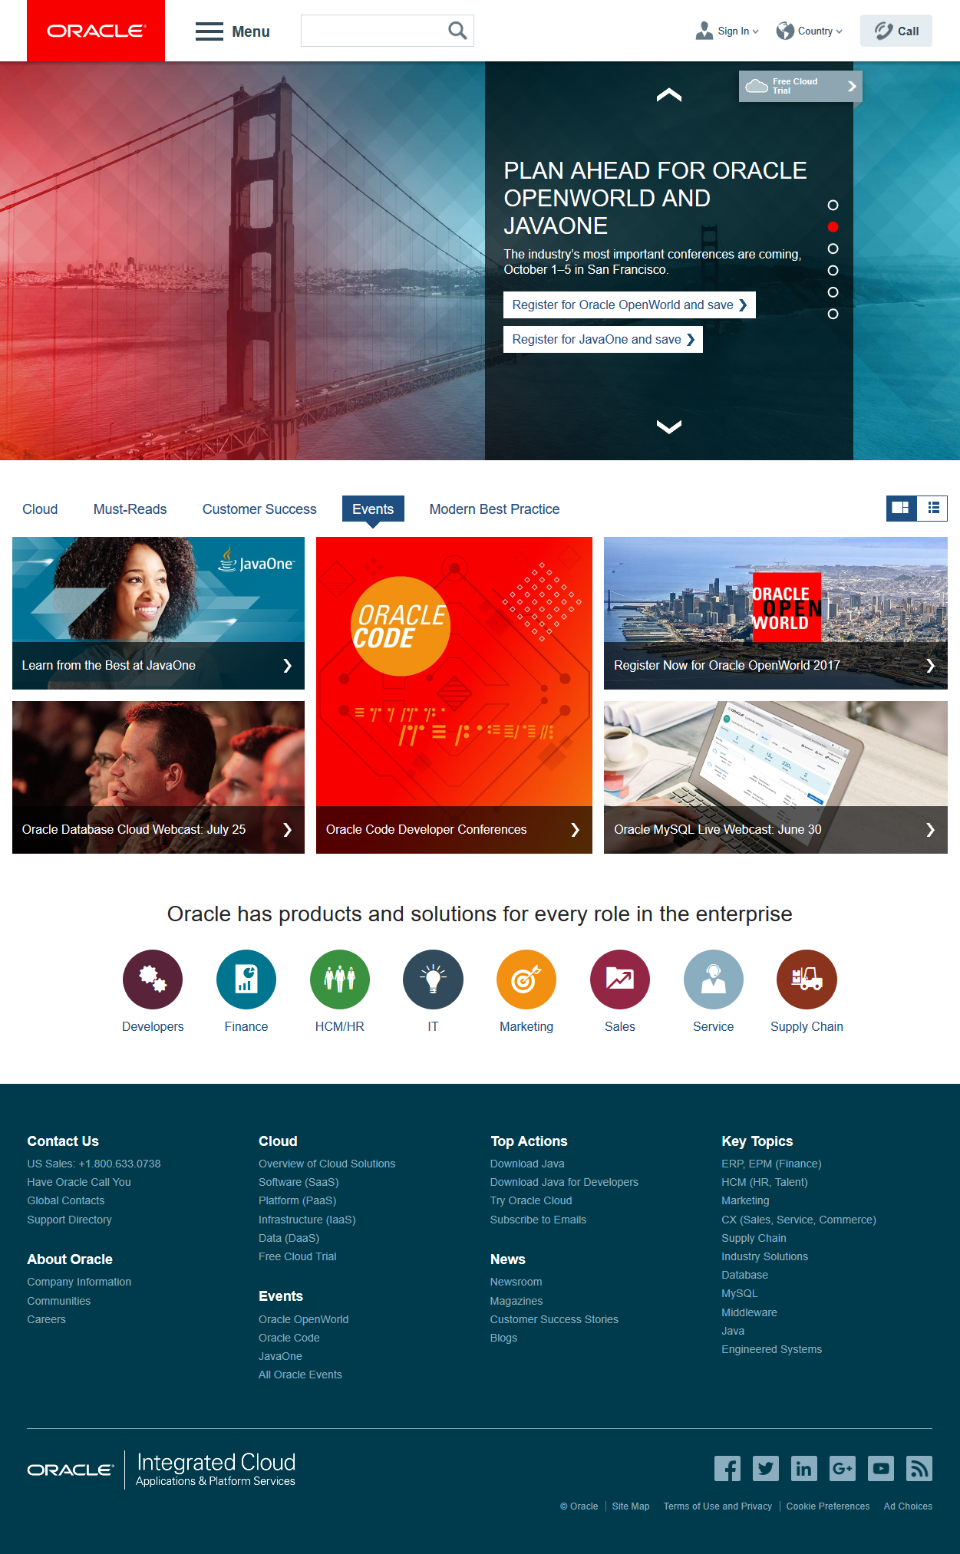 ORACLE
Menu
Sign In
Country
Call
Free Cloud
Trial
PLAN AHEAD FOR ORACLE
OPENWORLD AND
JAVAONE
The industry's most important conferences are coming,
October 1–5 in San Francisco.
Register for Oracle OpenWorld and save
Register for JavaOne and save
Cloud
Must-Reads
Customer Success
Events
Modern Best Practice
JavaOne
Learn from the Best at JavaOne
ORACLE
CODE
Oracle Code Developer Conferences
ORACLE
OPEN
WORLD
Register Now for Oracle OpenWorld 2017
Oracle Database Cloud Webcast: July 25
Oracle MySQL Live Webcast: June 30
Oracle has products and solutions for every role in the enterprise
Developers
Finance
HCM/HR
IT
Marketing
Sales
Service
Supply Chain
Contact Us
US Sales: +1.800.633.0738
Have Oracle Call You
Global Contacts
Support Directory
About Oracle
Company Information
Communities
Careers
Cloud
Overview of Cloud Solutions
Software (SaaS)
Platform (PaaS)
Infrastructure (IaaS)
Data (DaaS)
Free Cloud Trial
Events
Oracle OpenWorld
Oracle Code
JavaOne
All Oracle Events
Top Actions
Download Java
Download Java for Developers
Try Oracle Cloud
Subscribe to Emails
News
Newsroom
Magazines
Customer Success Stories
Blogs
Key Topics
ERP, EPM (Finance)
HCM (HR, Talent)
Marketing
CX (Sales, Service, Commerce)
Supply Chain
Industry Solutions
Database
MySQL
Middleware
Java
Engineered Systems
ORACLE
Integrated Cloud
Applications & Platform Services
© Oracle
Site Map
Terms of Use and Privacy
Cookie Preferences
Ad Choices